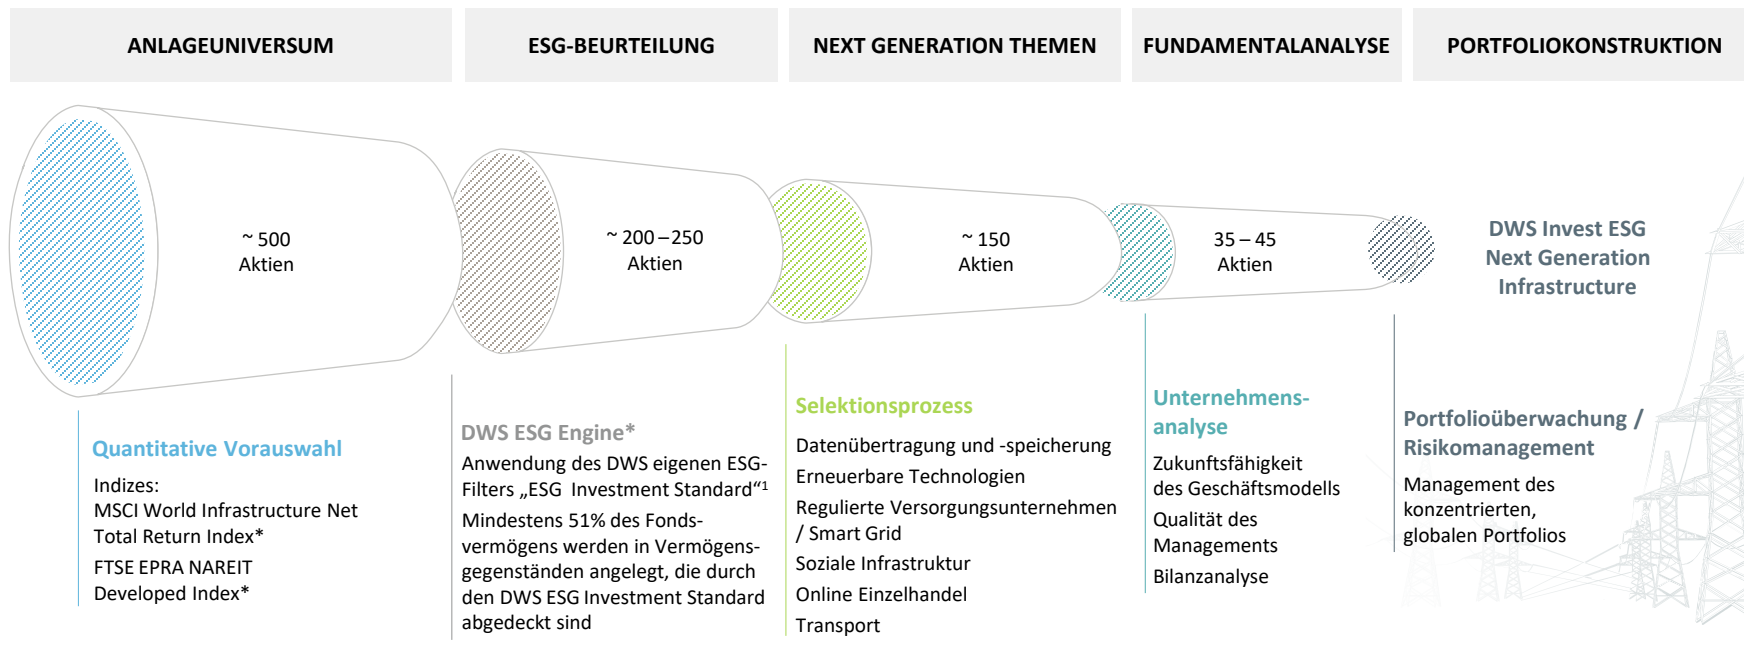 ANLAGEUNIVERSUM
ESG-BEURTEILUNG
NEXT GENERATION THEMEN
FUNDAMENTALANALYSE
PORTFOLIOKONSTRUKTION
~ 500
Aktien
~ 200 – 250
Aktien
~ 150
Aktien
35 – 45
Aktien
DWS Invest ESG
Next Generation
Infrastructure
Quantitative Vorauswahl
Indizes:
MSCI World Infrastructure Net
Total Return Index*
FTSE EPRA NAREIT
Developed Index*
DWS ESG Engine*
Anwendung des DWS eigenen ESG-
Filters „ESG Investment Standard“¹
Mindestens 51% des Fonds-
vermögens werden in Vermögens-
gegenständen angelegt, die durch
den DWS ESG Investment Standard
abgedeckt sind
Selektionsprozess
Datenübertragung und -speicherung
Erneuerbare Technologien
Regulierte Versorgungsunternehmen
/ Smart Grid
Soziale Infrastruktur
Online Einzelhandel
Transport
Unternehmens-
analyse
Zukunftsfähigkeit
des Geschäftsmodells
Qualität des
Managements
Bilanzanalyse
Portfolioüberwachung /
Risikomanagement
Management des
konzentrierten,
globalen Portfolios